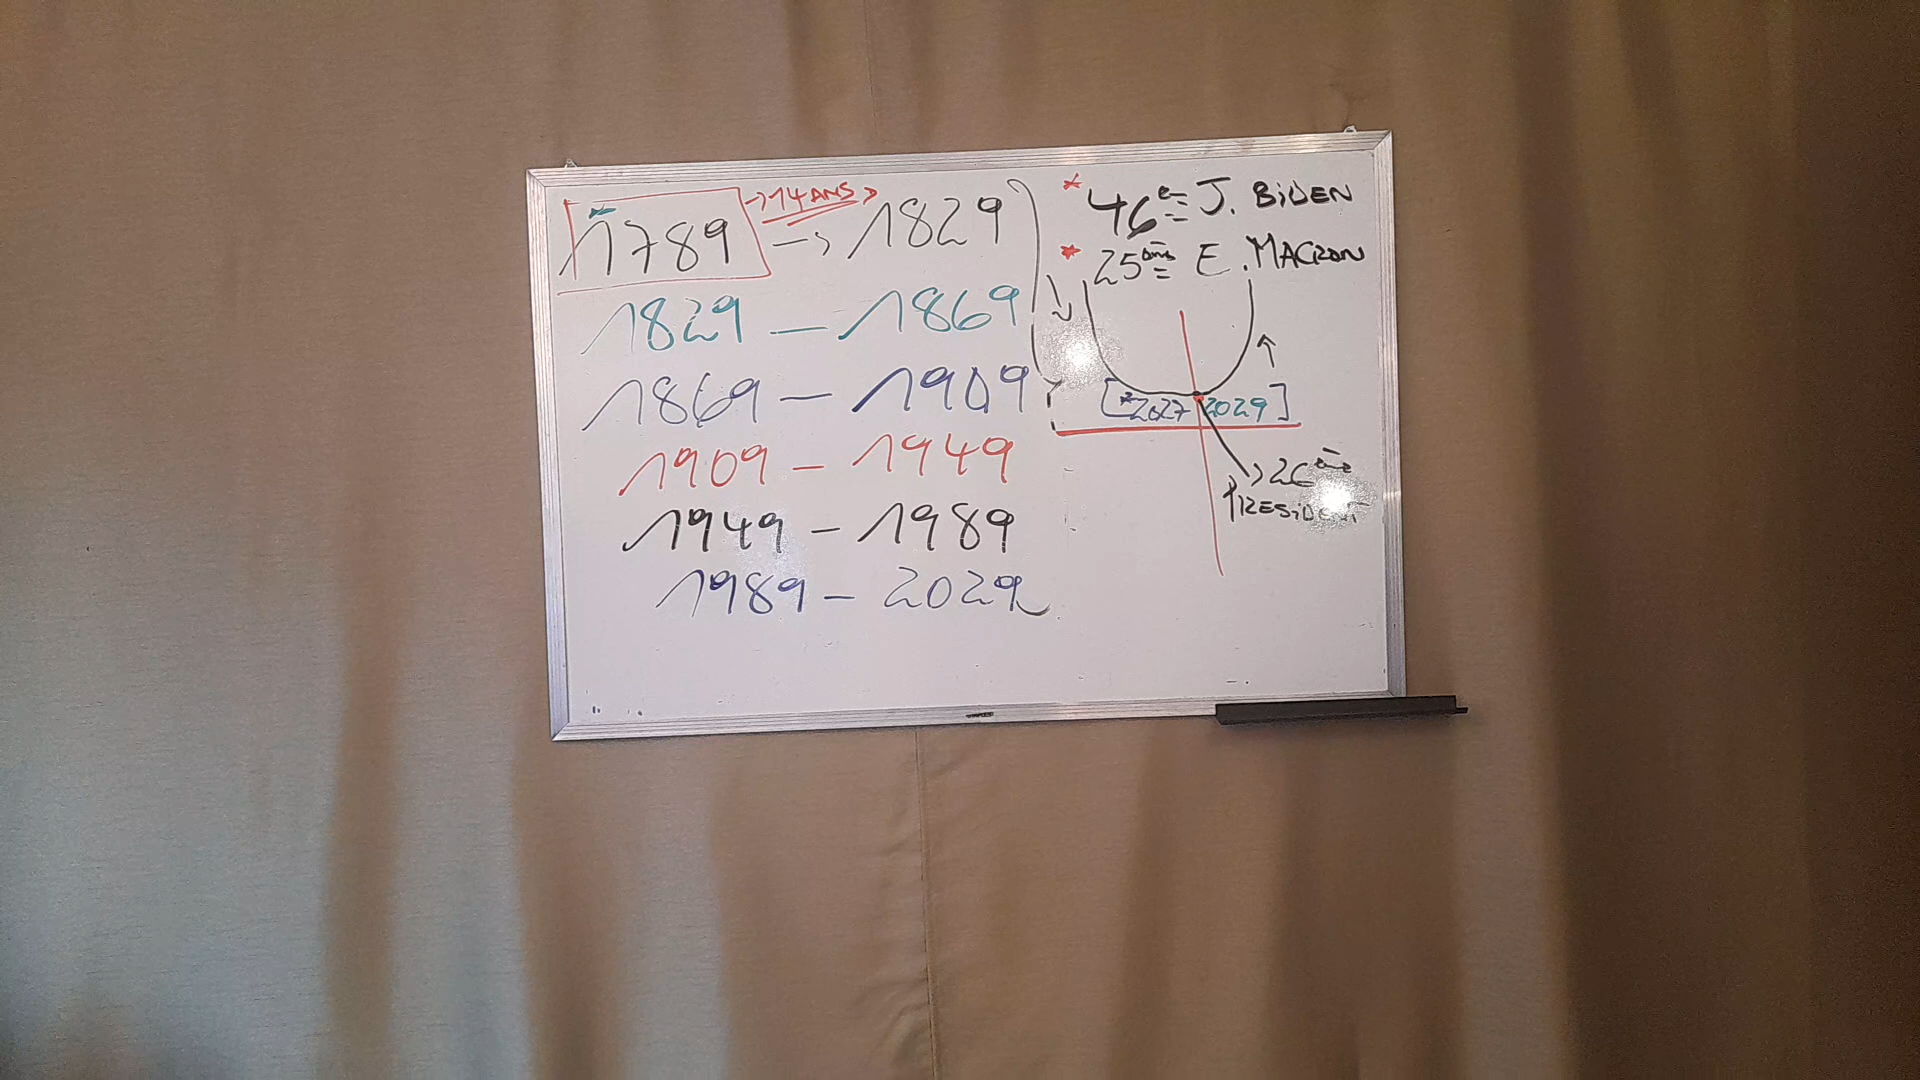 1789 -> 14 ANS > -> 1829
1829 - 1869
1869 - 1909
1909 - 1949
1949 - 1989
1989 - 2029
* 46e = J. BiDEN
* 25ème = E. MACRON
[*2027 2029]
-> 26ème
PRESiDENT